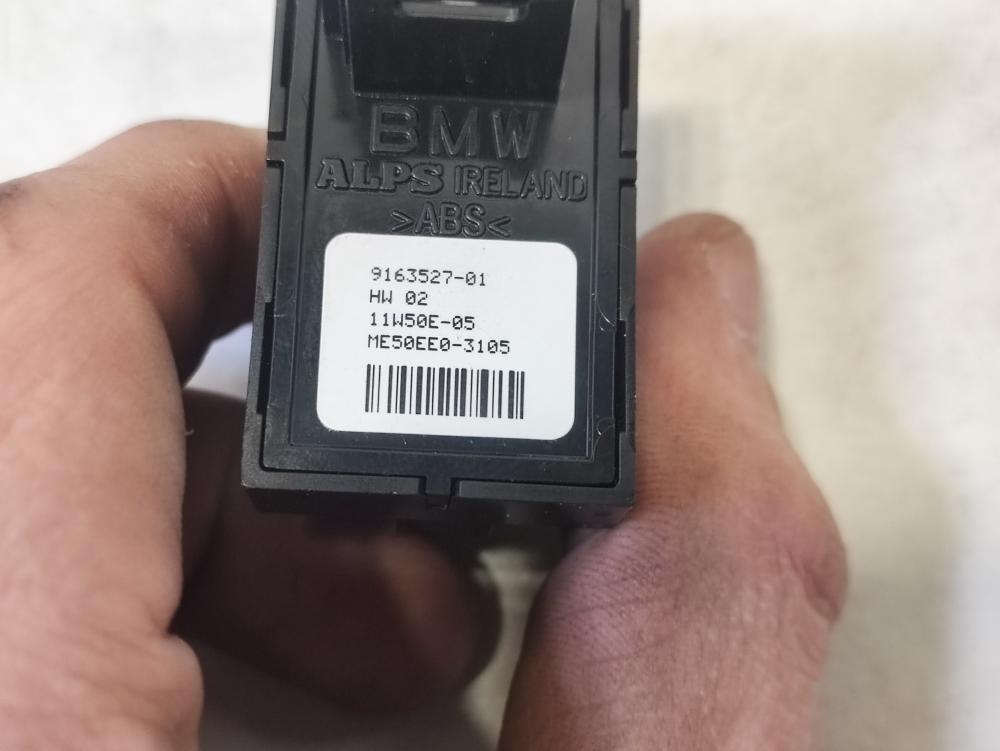 BMW
ALPS IRELAND
>ABS<
9163527-01
HW 02
11W50E-05
ME50EE0-3105